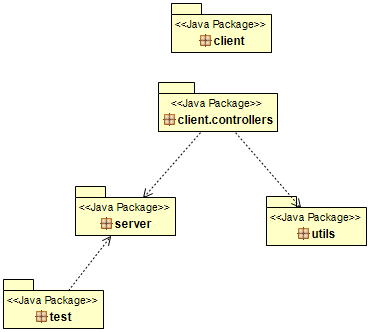 <<Java Package>>
client
<<Java Package>>
client.controllers
<<Java Package>>
server
<<Java Package>>
utils
<<Java Package>>
test